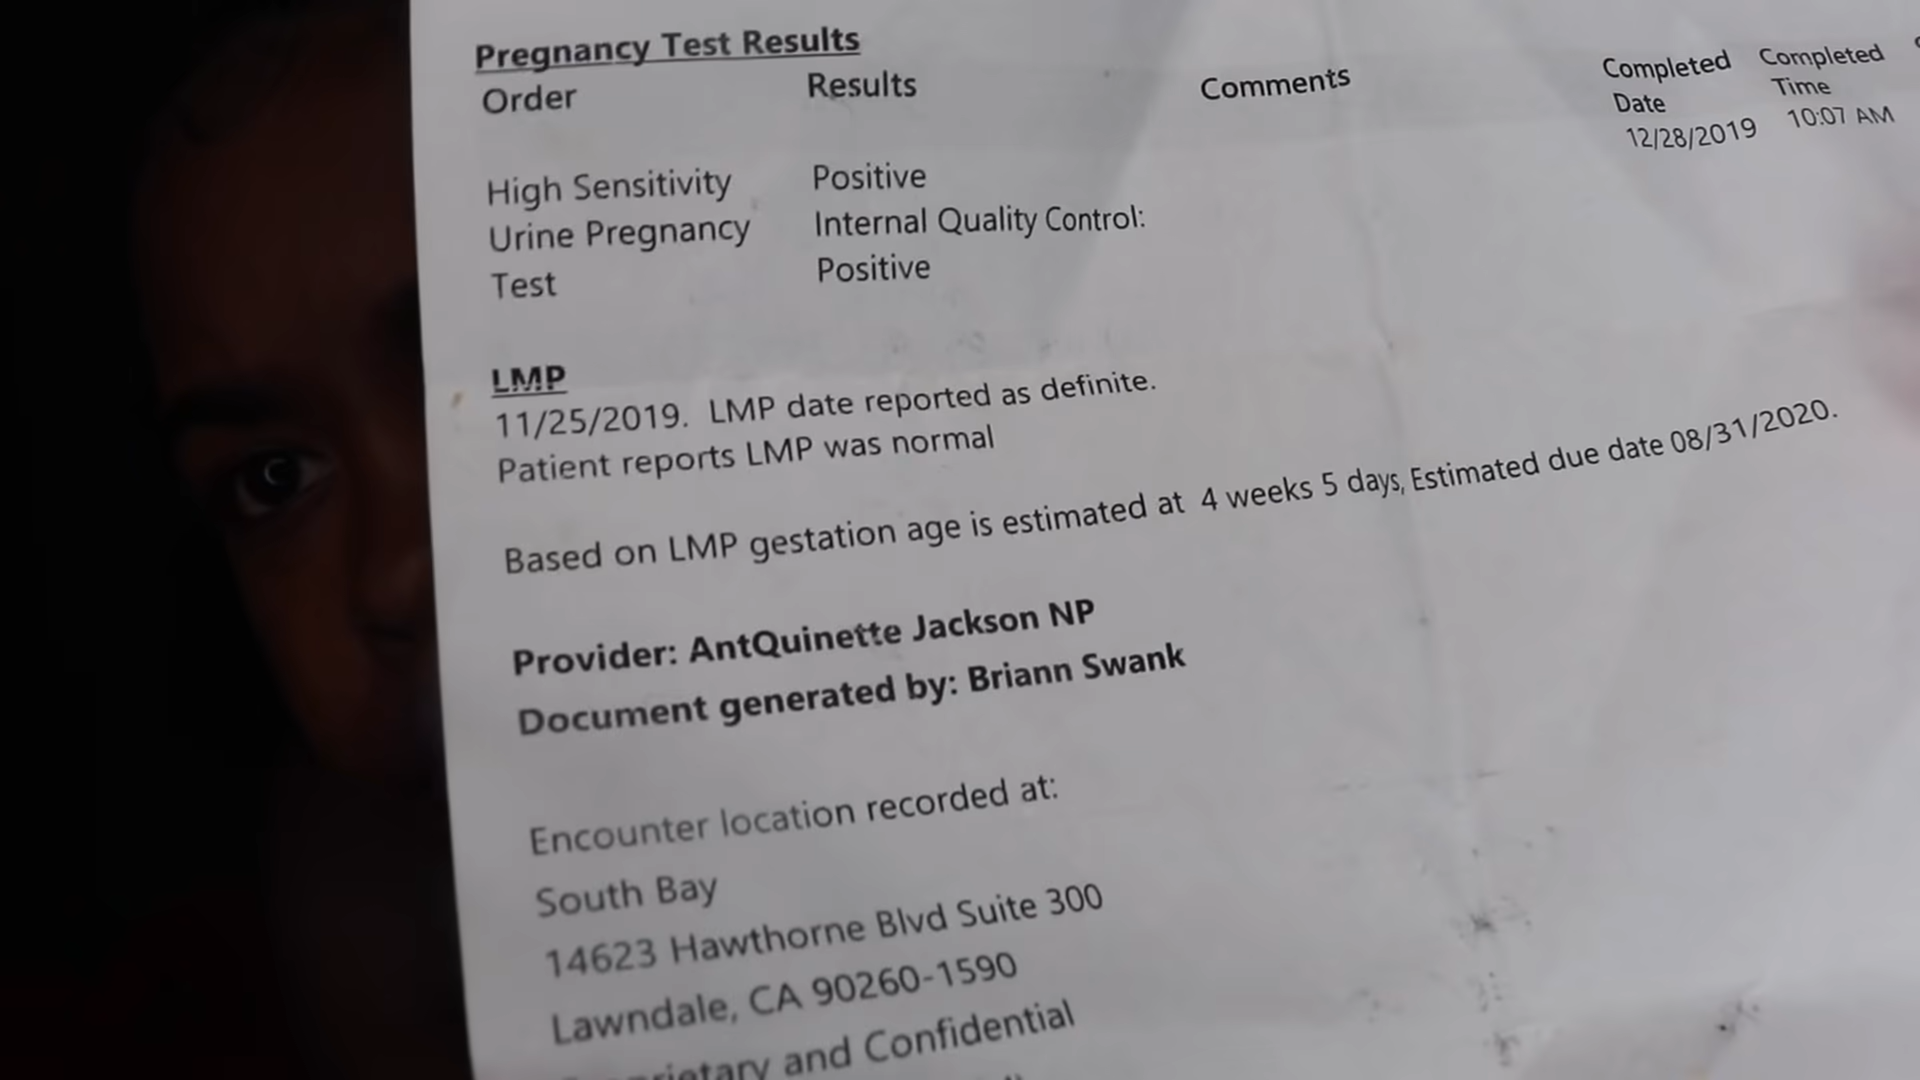 Pregnancy Test Results
Order Results Comments Completed Date Completed Time
12/28/2019 10:07 AM
High Sensitivity Positive
Urine Pregnancy Internal Quality Control:
Test Positive
LMP
11/25/2019. LMP date reported as definite.
Patient reports LMP was normal
Based on LMP gestation age is estimated at 4 weeks 5 days, Estimated due date 08/31/2020.
Provider: AntQuinette Jackson NP
Document generated by: Briann Swank
Encounter location recorded at:
South Bay
14623 Hawthorne Blvd Suite 300
Lawndale, CA 90260-1590
and Confidential